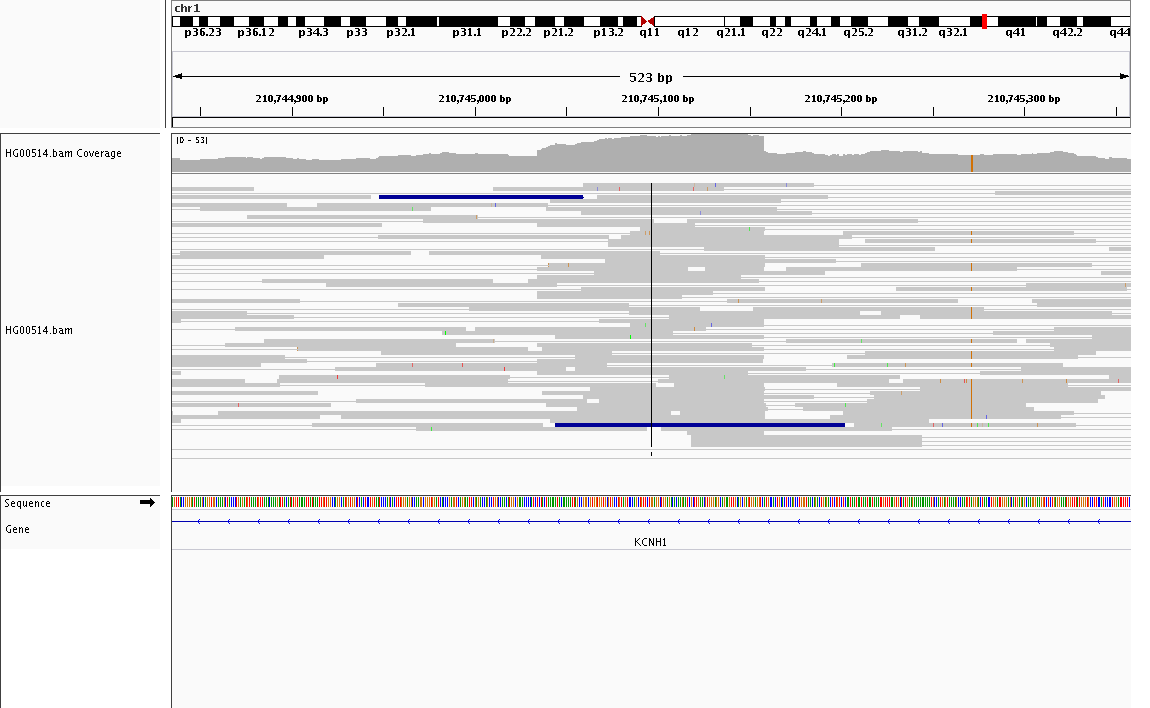 chr1
p36.23 p36.12 p34.3 p33 p32.1 p31.1 p22.2 p21.2 p13.2 q11 q12 q21.1 q22 q24.1 q25.2 q31.2 q32.1 q41 q42.2 q44
523 bp
210,744,900 bp 210,745,000 bp 210,745,100 bp 210,745,200 bp 210,745,300 bp
[0 - 53]
HG00514.bam Coverage
HG00514.bam
Sequence
Gene
KCNH1